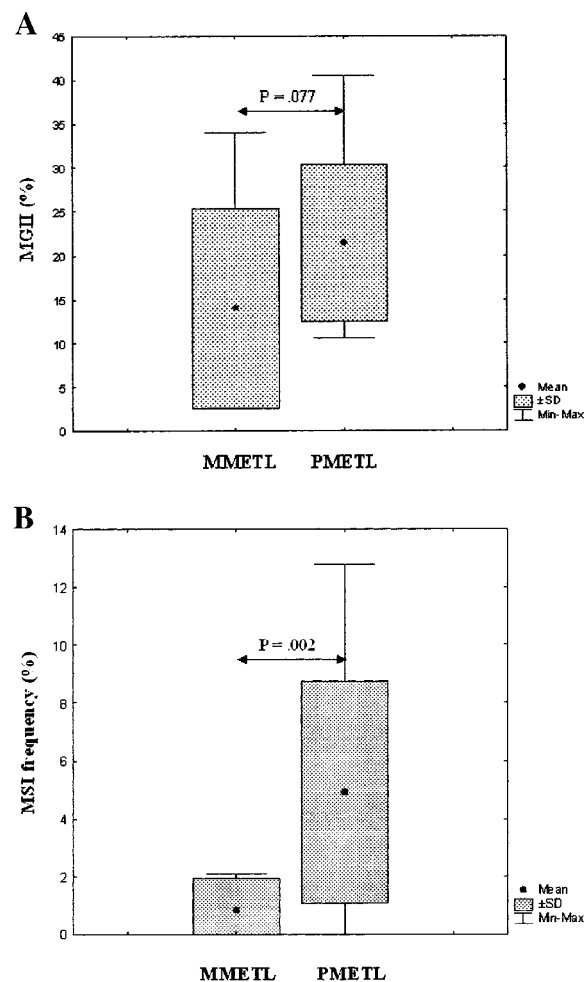 A
45
40
35
30
25
20
15
10
5
0
MGII (%)
P = .077
Mean
±SD
Min-Max
MMETL PMETL
B
14
12
10
8
6
4
2
0
MSI frequency (%)
P = .002
Mean
±SD
Min-Max
MMETL PMETL